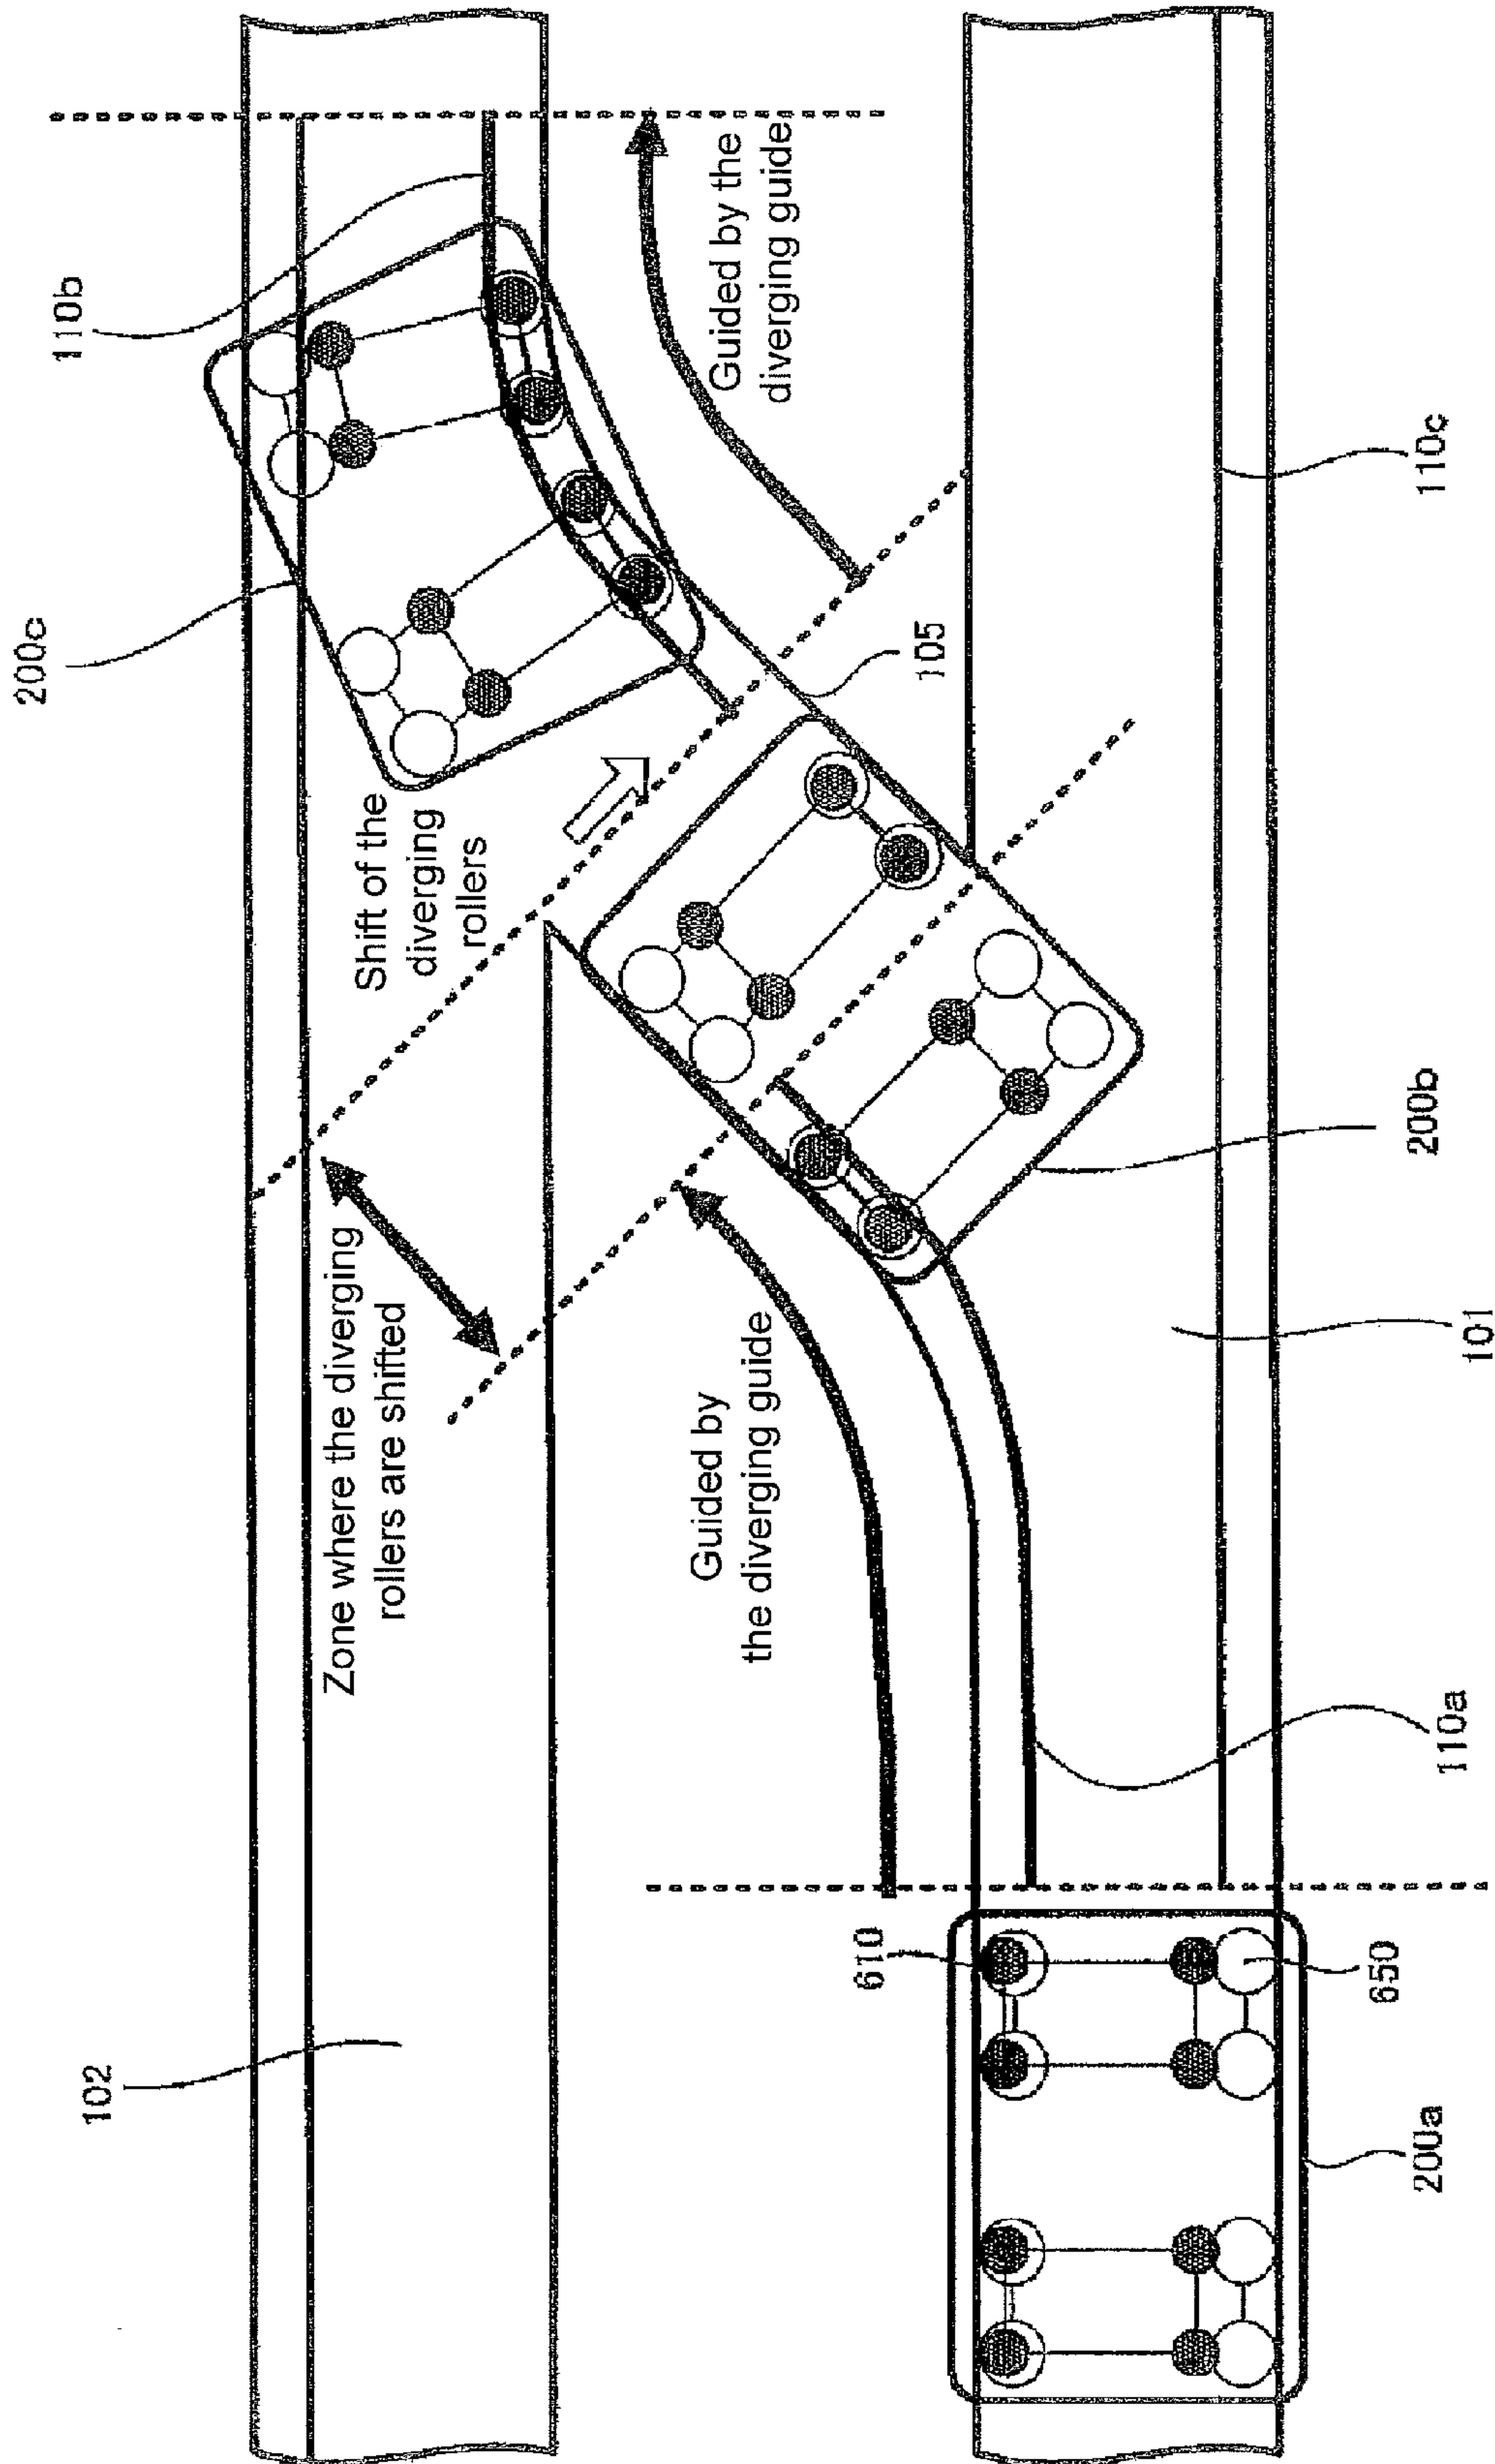 102
Zone where the diverging
rollers are shifted
Shift of the
diverging
rollers
200c
110b
Guided by
the diverging guide
Guided by the
diverging guide
105
610
650
200a
110a
101
200b
110c